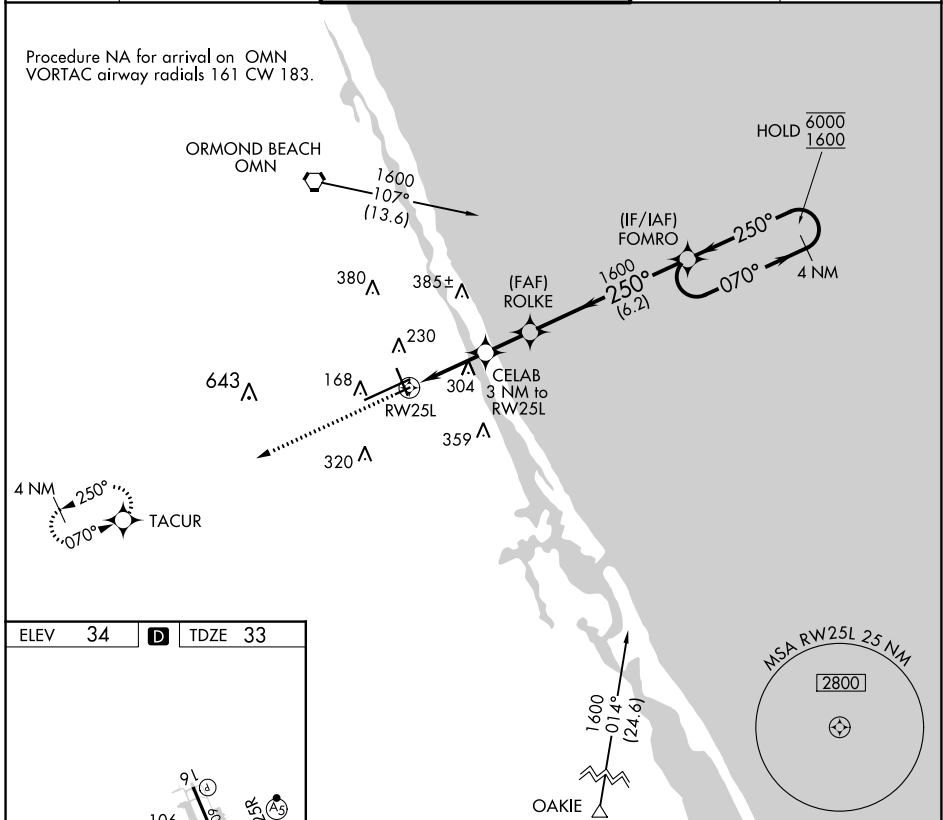 Procedure NA for arrival on OMN
VORTAC airway radials 161 CW 183.
HOLD 6000
1600
ORMOND BEACH
OMN
1600
107°
(13.6)
(IF/IAF)
FOMRO
250°
070°
4 NM
1600
250°
(6.2)
(FAF)
ROLKE
380
385±
230
643
168
304
CELAB
3 NM to
RW25L
RW25L
359
320
4 NM
250°
070°
TACUR
ELEV 34 D TDZE 33
MSA RW25L 25 NM
2800
1600
014°
(24.6)
OAKIE
16
P
A5